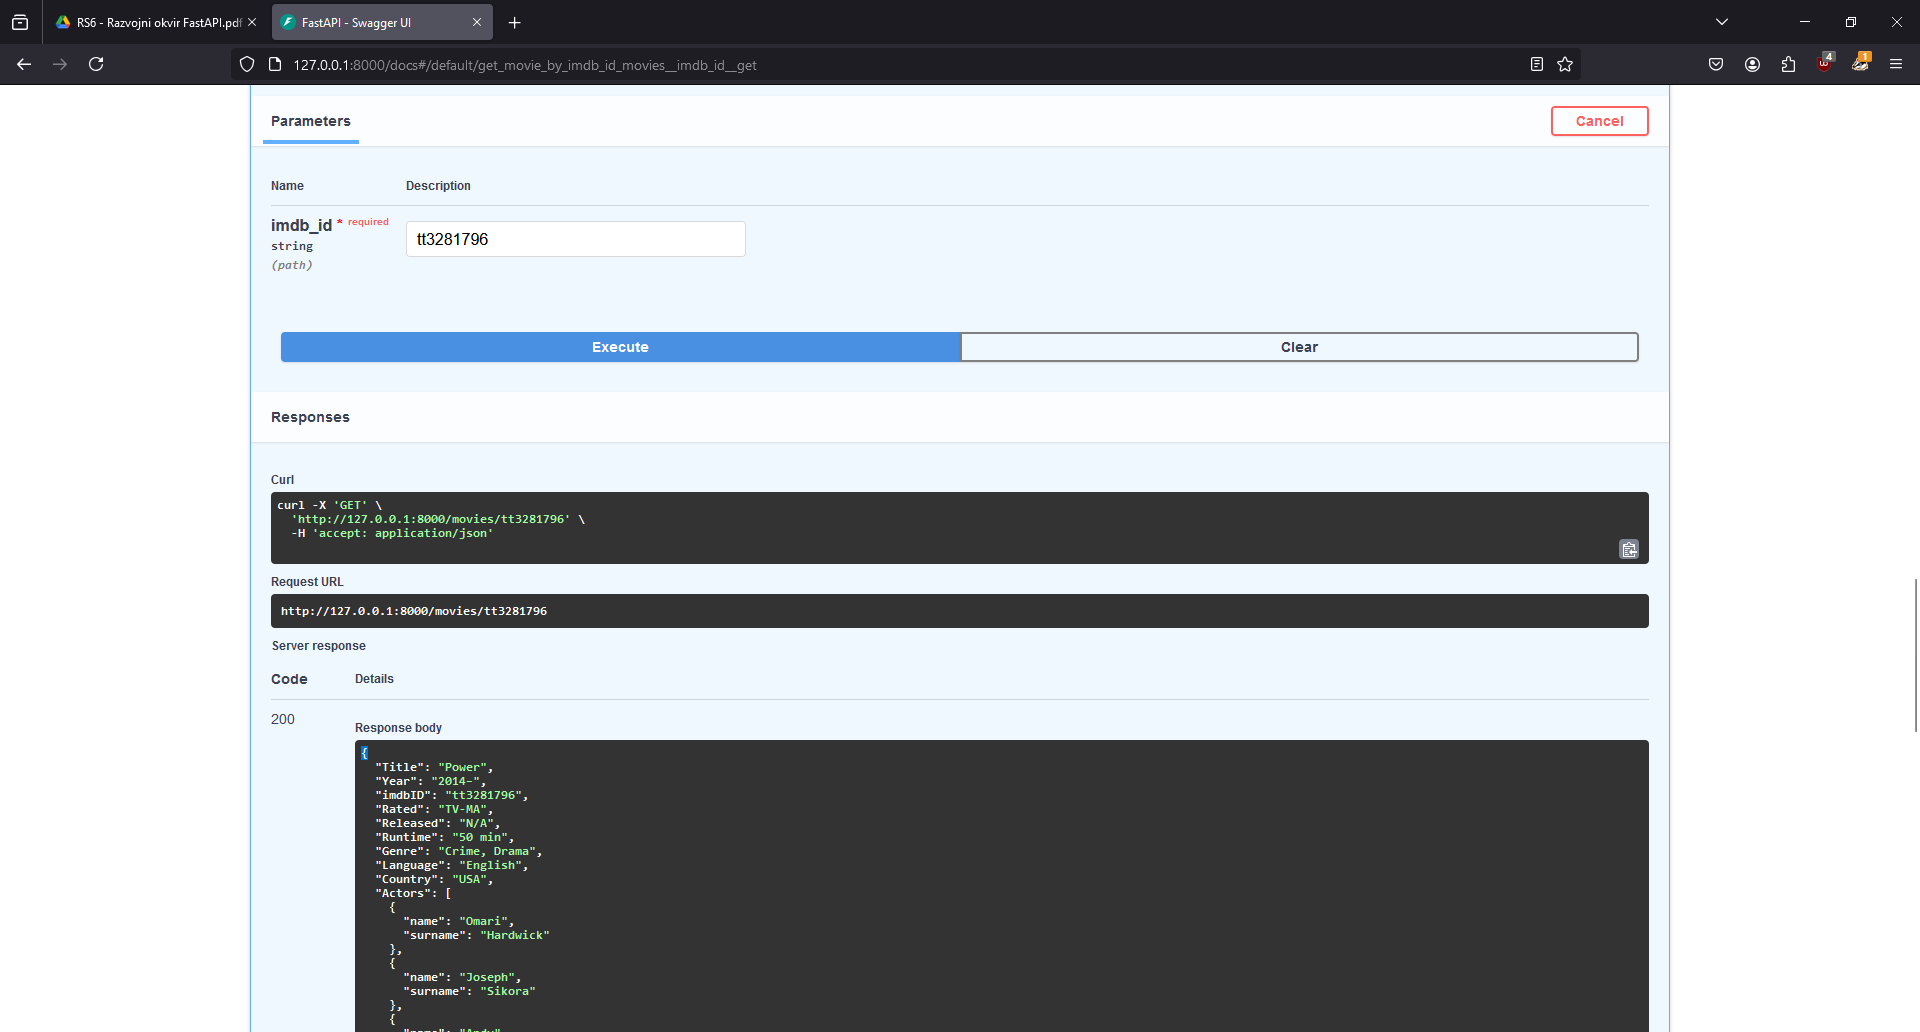 RS6 - Razvojni okvir FastAPI.pdf
FastAPI - Swagger UI
127.0.0.1:8000/docs#/default/get_movie_by_imdb_id_movies__imdb_id__get
4
1
Parameters
Cancel
Name Description
imdb_id * required
string
(path)
tt3281796
Execute
Clear
Responses
Curl
curl -X 'GET' \
'http://127.0.0.1:8000/movies/tt3281796' \
-H 'accept: application/json'
Request URL
http://127.0.0.1:8000/movies/tt3281796
Server response
Code Details
200
Response body
{
"Title": "Power",
"Year": "2014–",
"imdbID": "tt3281796",
"Rated": "TV-MA",
"Released": "N/A",
"Runtime": "50 min",
"Genre": "Crime, Drama",
"Language": "English",
"Country": "USA",
"Actors": [
{
"name": "Omari",
"surname": "Hardwick"
},
{
"name": "Joseph",
"surname": "Sikora"
},
{
"name": "Andy"